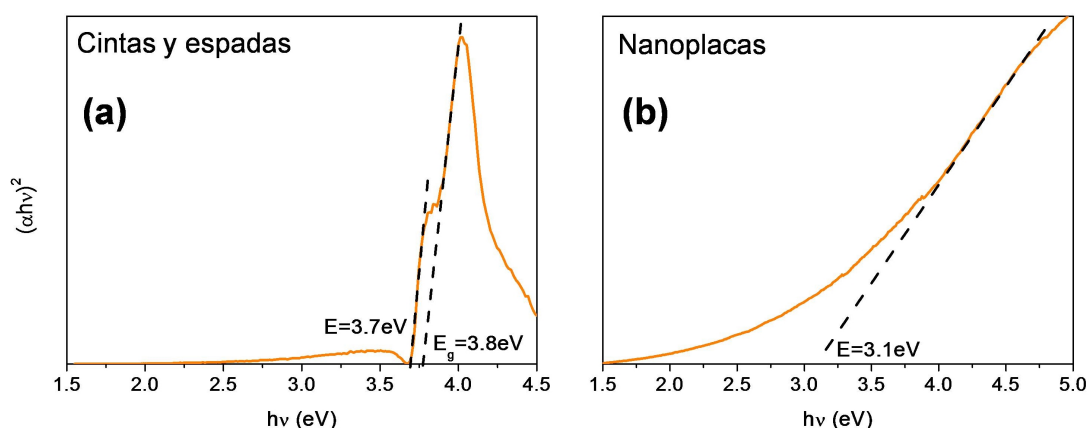 Cintas y espadas
(a)
(αhν)²
E=3.7eV
E_g=3.8eV
1.5 2.0 2.5 3.0 3.5 4.0 4.5
hν (eV)
Nanoplacas
(b)
E=3.1eV
1.5 2.0 2.5 3.0 3.5 4.0 4.5 5.0
hν (eV)